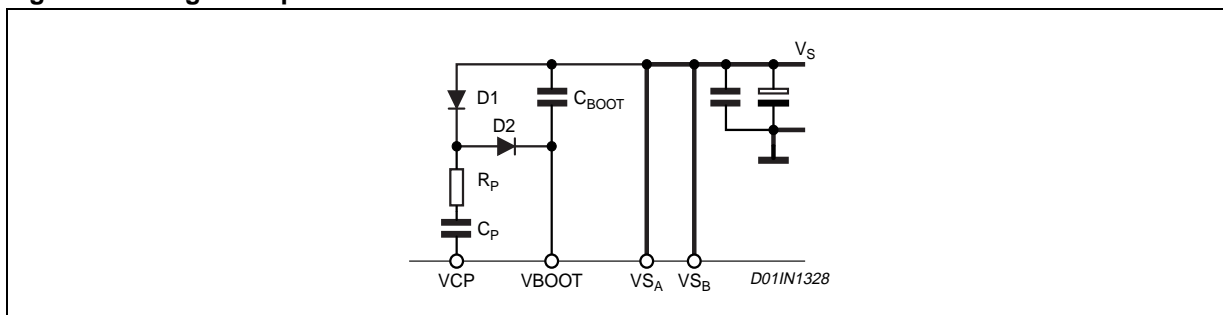 V_S
D1
C_BOOT
D2
R_P
C_P
VCP
VBOOT
VS_A
VS_B
D01IN1328